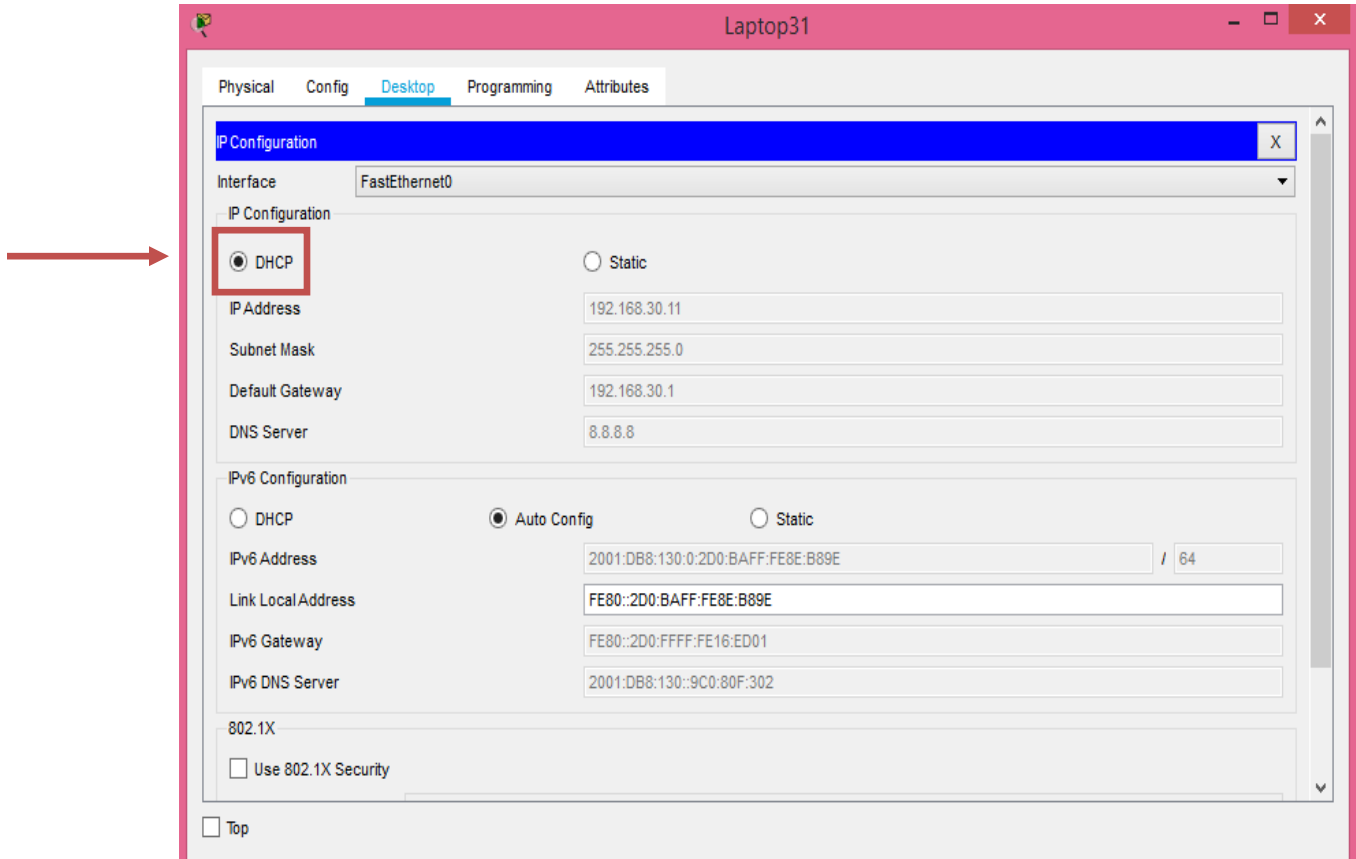 Laptop31
Physical Config Desktop Programming Attributes
IP Configuration X
Interface FastEthernet0
IP Configuration
DHCP Static
IP Address 192.168.30.11
Subnet Mask 255.255.255.0
Default Gateway 192.168.30.1
DNS Server 8.8.8.8
IPv6 Configuration
DHCP Auto Config Static
IPv6 Address 2001:DB8:130:0:2D0:BAFF:FE8E:B89E / 64
Link Local Address FE80::2D0:BAFF:FE8E:B89E
IPv6 Gateway FE80::2D0:FFFF:FE16:ED01
IPv6 DNS Server 2001:DB8:130::9C0:80F:302
802.1X
Use 802.1X Security
Top